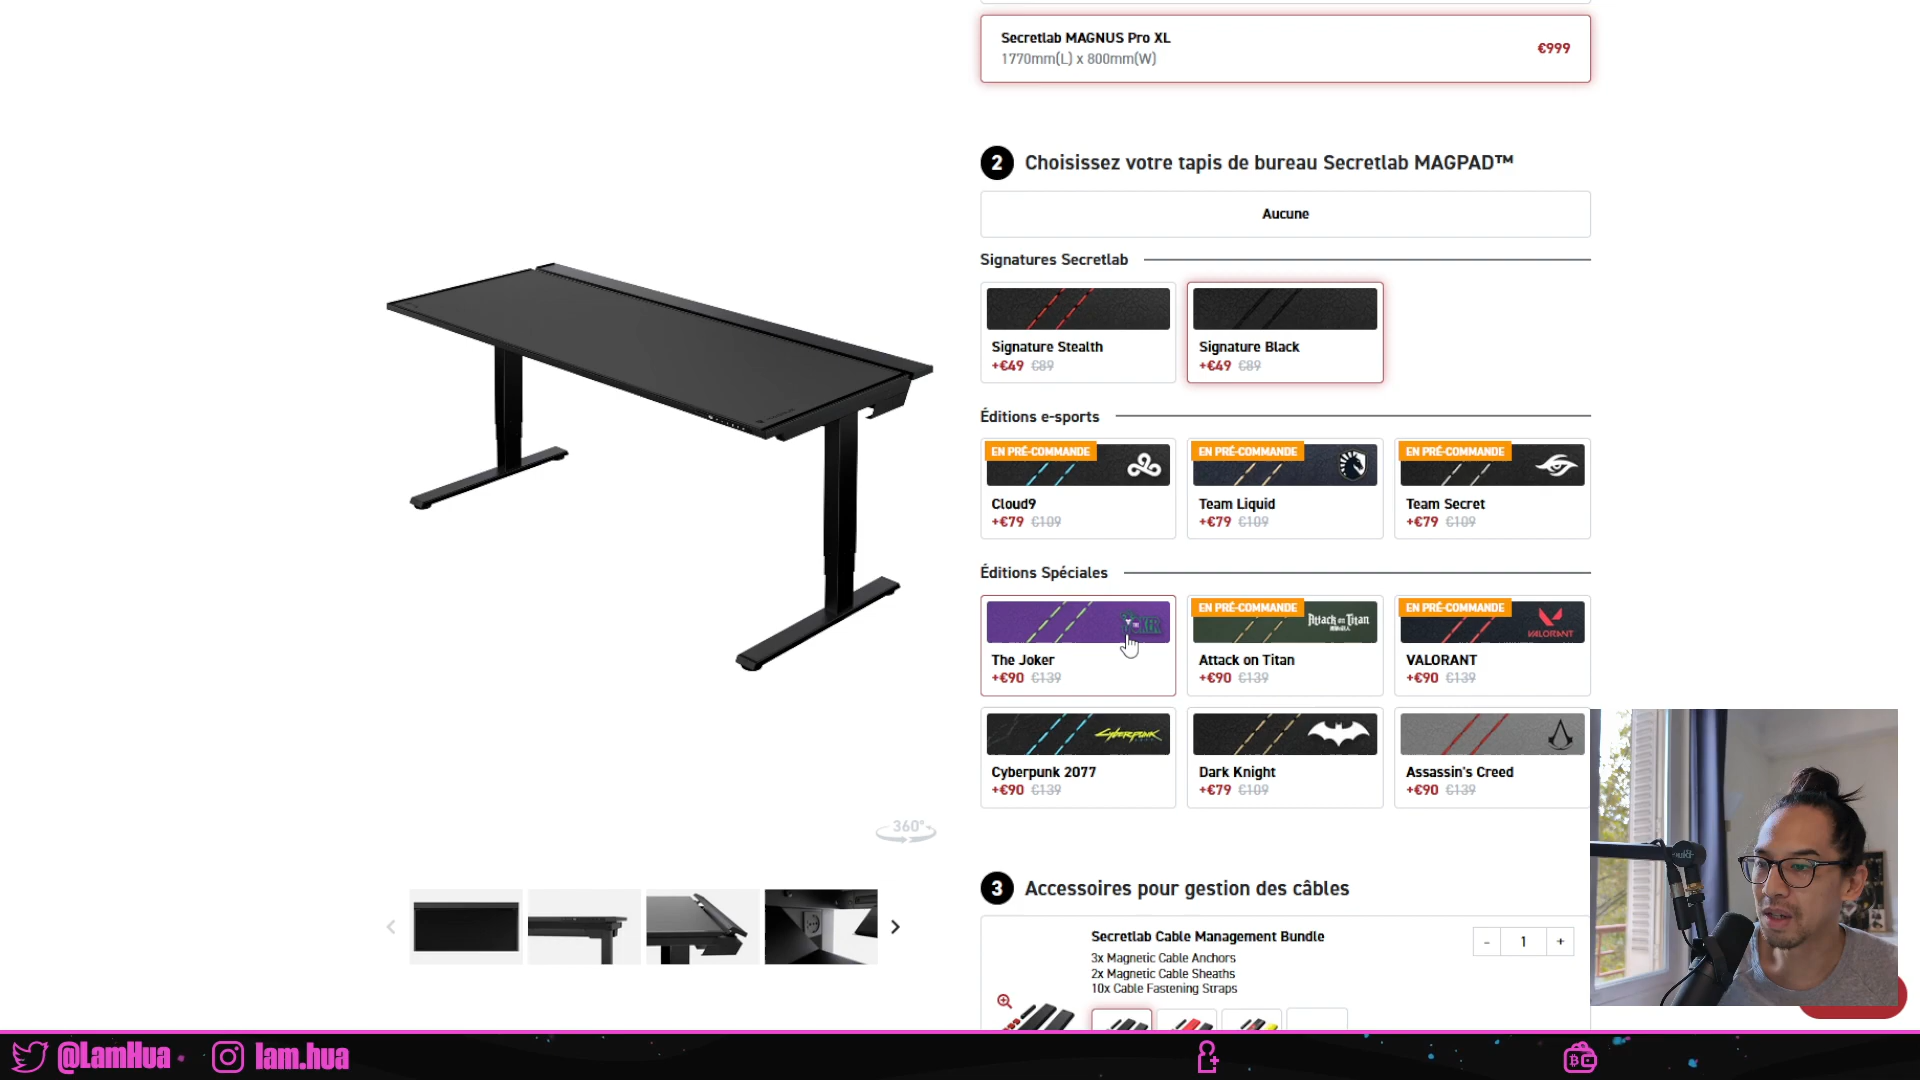 Secretlab MAGNUS Pro XL
1770mm(L) x 800mm(W)
€999
2 Choisissez votre tapis de bureau Secretlab MAGPAD™
Aucune
Signatures Secretlab
Signature Stealth
+€49 €89
Signature Black
+€49 €89
Éditions e-sports
EN PRÉ-COMMANDE
Cloud9
+€79 €109
EN PRÉ-COMMANDE
Team Liquid
+€79 €109
EN PRÉ-COMMANDE
Team Secret
+€79 €109
Éditions Spéciales
The Joker
+€90 €139
EN PRÉ-COMMANDE
Attack on Titan
Attack on Titan
+€90 €139
EN PRÉ-COMMANDE
VALORANT
VALORANT
+€90 €139
Cyberpunk
Cyberpunk 2077
+€90 €139
Dark Knight
+€79 €109
Assassin's Creed
+€90 €139
360°
3 Accessoires pour gestion des câbles
Secretlab Cable Management Bundle
3x Magnetic Cable Anchors
2x Magnetic Cable Sheaths
10x Cable Fastening Straps
- 1 +
@LamHua
lam.hua